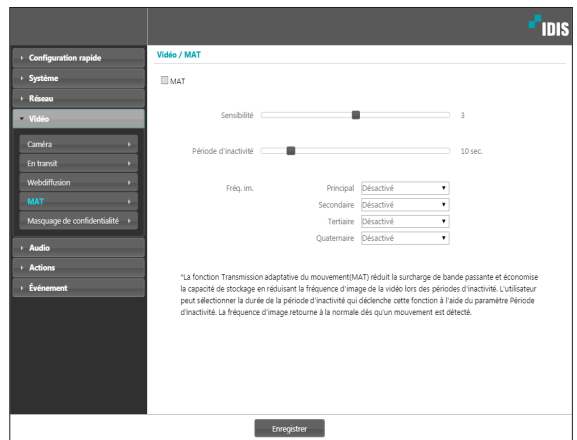 IDIS
Configuration rapide
Système
Réseau
Vidéo
Caméra
En transit
Webdiffusion
MAT
Masquage de confidentialité
Audio
Actions
Événement
Vidéo / MAT
MAT
Sensibilité 3
Période d'inactivité 10 sec.
Fréq. im. Principal Désactivé
Secondaire Désactivé
Tertiaire Désactivé
Quaternaire Désactivé
*La fonction Transmission adaptative du mouvement(MAT) réduit la surcharge de bande passante et économise
la capacité de stockage en réduisant la fréquence d'image de la vidéo lors des périodes d'inactivité. L'utilisateur
peut sélectionner la durée de la période d'inactivité qui déclenche cette fonction à l'aide du paramètre Période
d'inactivité. La fréquence d'image retourne à la normale dès qu'un mouvement est détecté.
Enregistrer